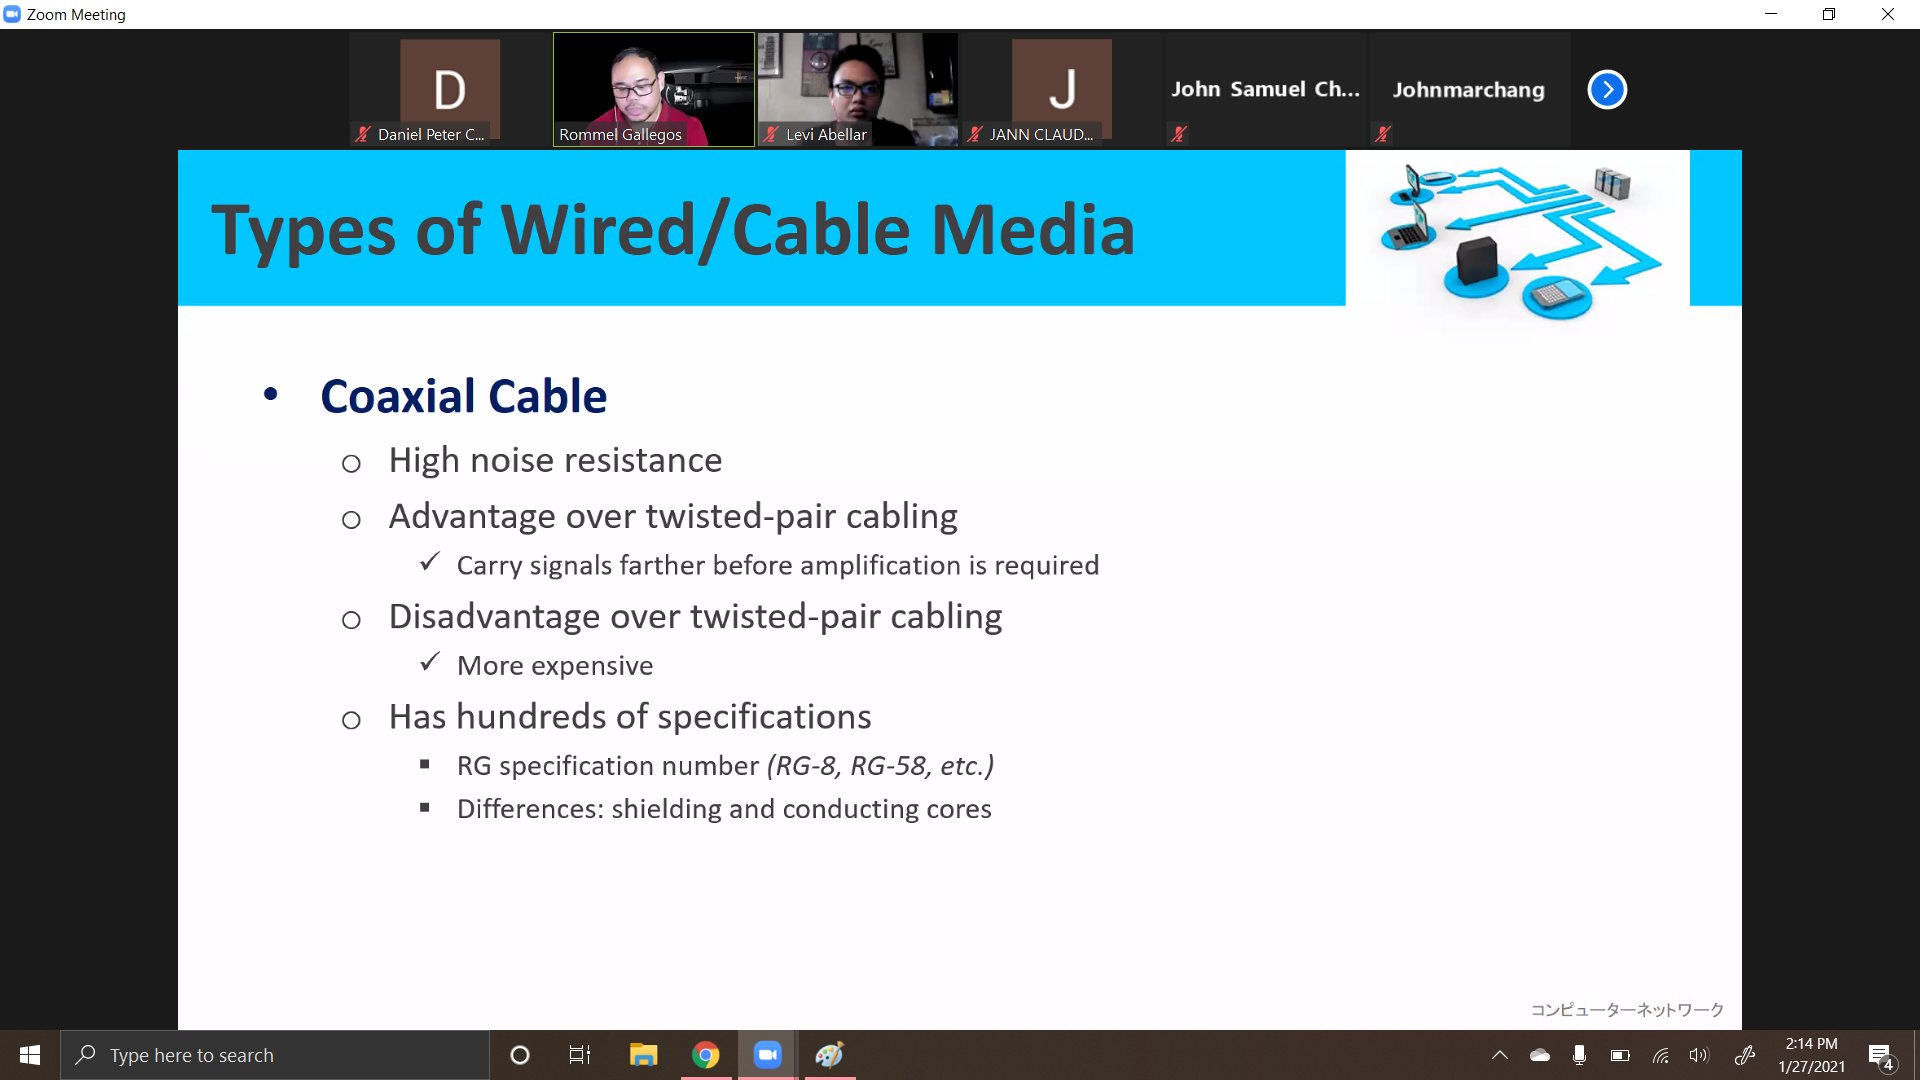 Zoom Meeting
D
Daniel Peter C...
Rommel Gallegos
Levi Abellar
J
JANN CLAUD...
John Samuel Ch...
Johnmarchang
Types of Wired/Cable Media
• Coaxial Cable
o High noise resistance
o Advantage over twisted-pair cabling
✓ Carry signals farther before amplification is required
o Disadvantage over twisted-pair cabling
✓ More expensive
o Has hundreds of specifications
▪ RG specification number (RG-8, RG-58, etc.)
▪ Differences: shielding and conducting cores
コンピューターネットワーク
Type here to search
2:14 PM
1/27/2021
4